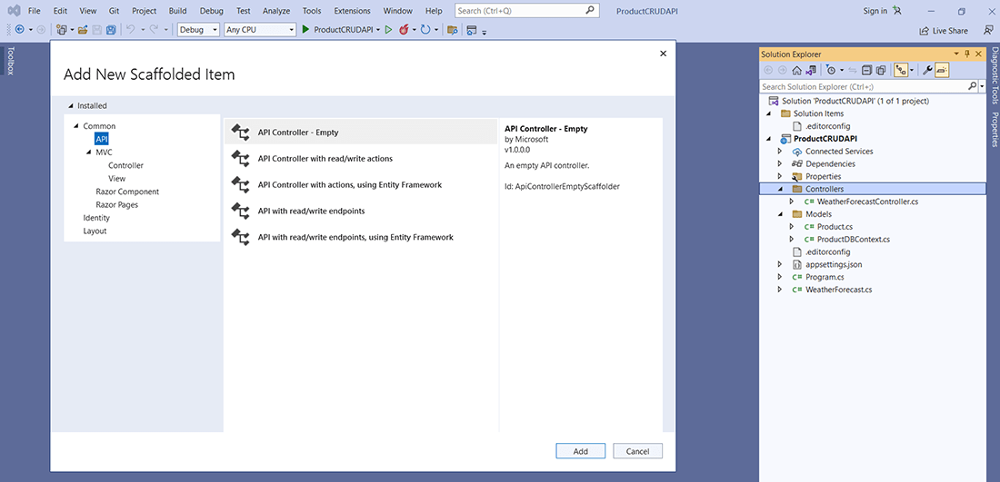 File Edit View Git Project Build Debug Test Analyze Tools Extensions Window Help Search (Ctrl+Q) ProductCRUDAPI Sign in
Debug Any CPU ProductCRUDAPI Live Share
Toolbox
Add New Scaffolded Item
Installed
Common
API
MVC
Controller
View
Razor Component
Razor Pages
Identity
Layout
API Controller - Empty
API Controller with read/write actions
API Controller with actions, using Entity Framework
API with read/write endpoints
API with read/write endpoints, using Entity Framework
API Controller - Empty
by Microsoft
v1.0.0.0
An empty API controller.
Id: ApiControllerEmptyScaffolder
Add Cancel
Solution Explorer
Search Solution Explorer (Ctrl+;)
Solution 'ProductCRUDAPI' (1 of 1 project)
Solution Items
.editorconfig
ProductCRUDAPI
Connected Services
Dependencies
Properties
Controllers
C# WeatherForecastController.cs
Models
C# Product.cs
C# ProductDBContext.cs
.editorconfig
appsettings.json
C# Program.cs
C# WeatherForecast.cs
Diagnostic Tools
Properties